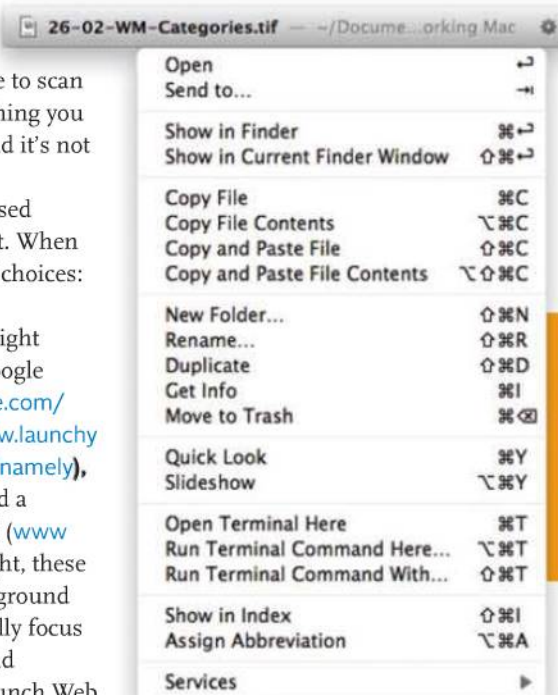 26-02-WM-Categories.tif — ~/Docume...orking Mac
e to scan
ning you
d it's not
sed
t. When
choices:
ight
ogle
e.com/
w.launchy
namely),
d a
(www
ht, these
ground
lly focus
d
unch Web
Open ↩
Send to... ⇥
Show in Finder ⌘↩
Show in Current Finder Window ⇧⌘↩
Copy File ⌘C
Copy File Contents ⌥⌘C
Copy and Paste File ⇧⌘C
Copy and Paste File Contents ⌥⇧⌘C
New Folder... ⇧⌘N
Rename... ⇧⌘R
Duplicate ⇧⌘D
Get Info ⌘I
Move to Trash ⌘⌫
Quick Look ⌘Y
Slideshow ⌥⌘Y
Open Terminal Here ⌘T
Run Terminal Command Here... ⌥⌘T
Run Terminal Command With... ⇧⌘T
Show in Index ⇧⌘I
Assign Abbreviation ⌥⌘A
Services ▶